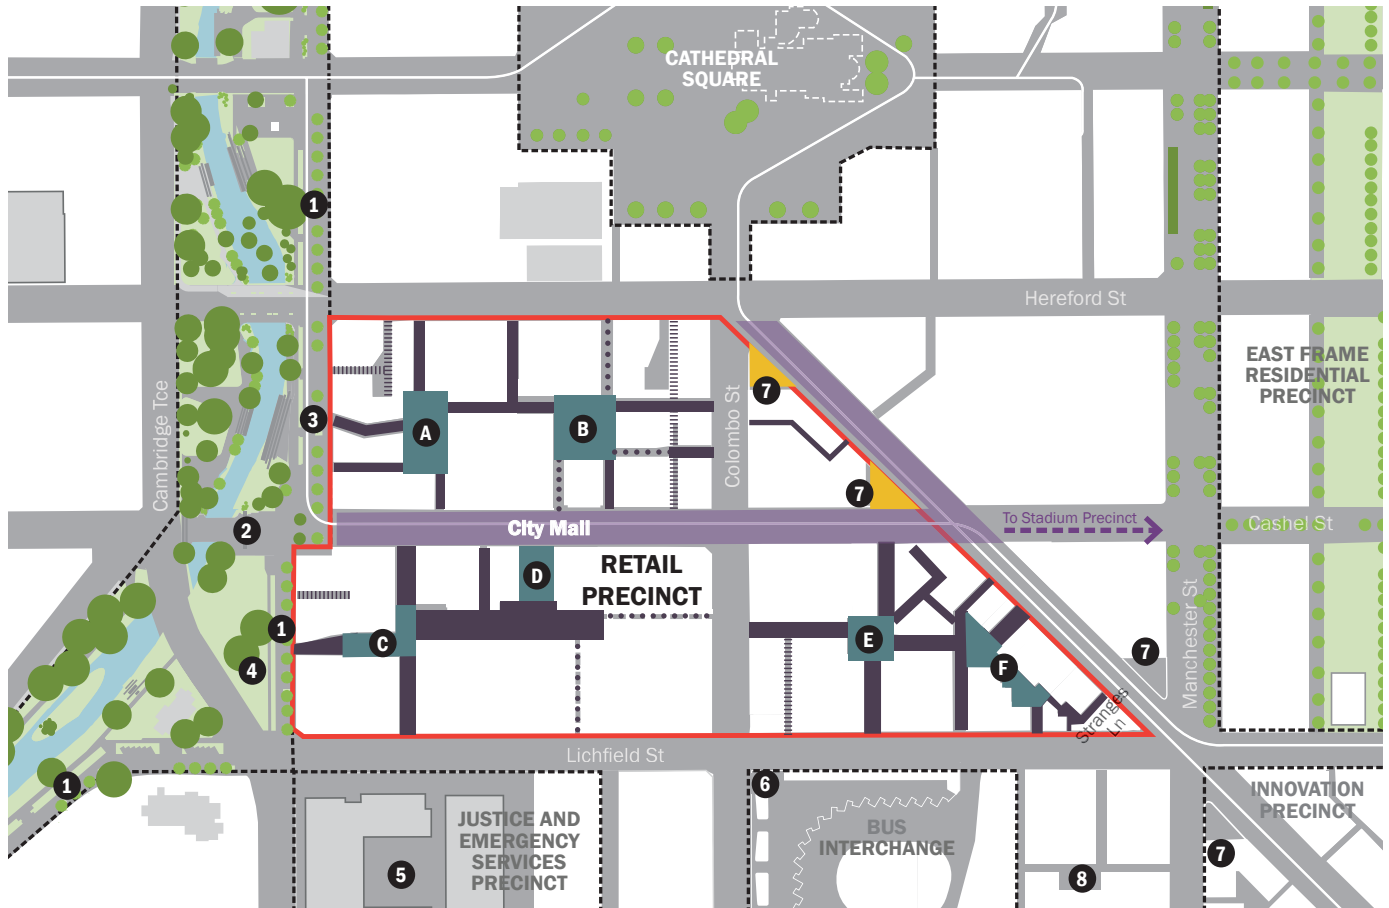 CATHEDRAL
SQUARE
1
Hereford St
EAST FRAME
RESIDENTIAL
PRECINCT
Cambridge Tce
Colombo St
7
3
A
B
7
2
City Mall
To Stadium Precinct
Cashel St
RETAIL
PRECINCT
D
1
C
4
E
F
7
Manchester St
Stranges
Ln
Lichfield St
1
6
INNOVATION
PRECINCT
JUSTICE AND
EMERGENCY
SERVICES
PRECINCT
BUS
INTERCHANGE
5
7
8